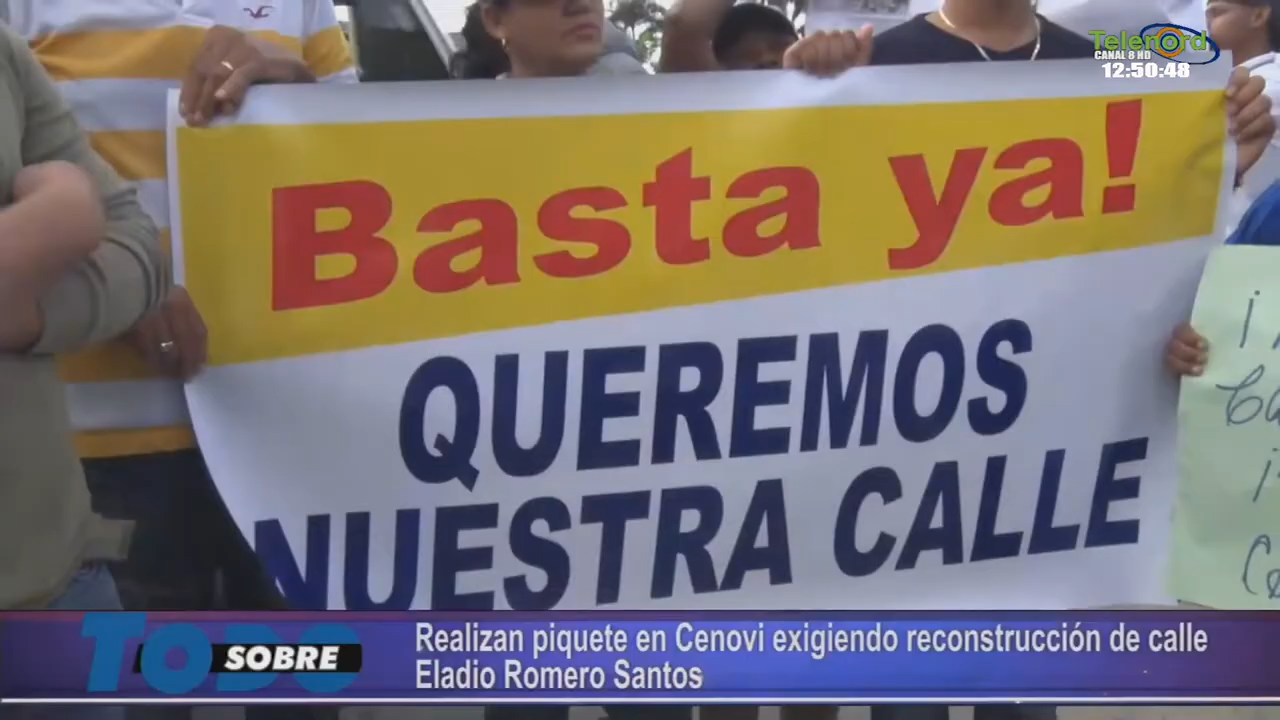 Telenord
CANAL 8 HD
12:50:48
Basta ya!
QUEREMOS
NUESTRA CALLE
TODO
SOBRE
Realizan piquete en Cenovi exigiendo reconstrucción de calle
Eladio Romero Santos